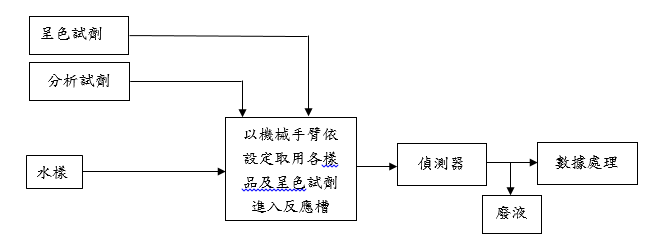 呈色試劑
分析試劑
水樣
以機械手臂依
設定取用各樣
品及呈色試劑
進入反應槽
偵測器
數據處理
廢液